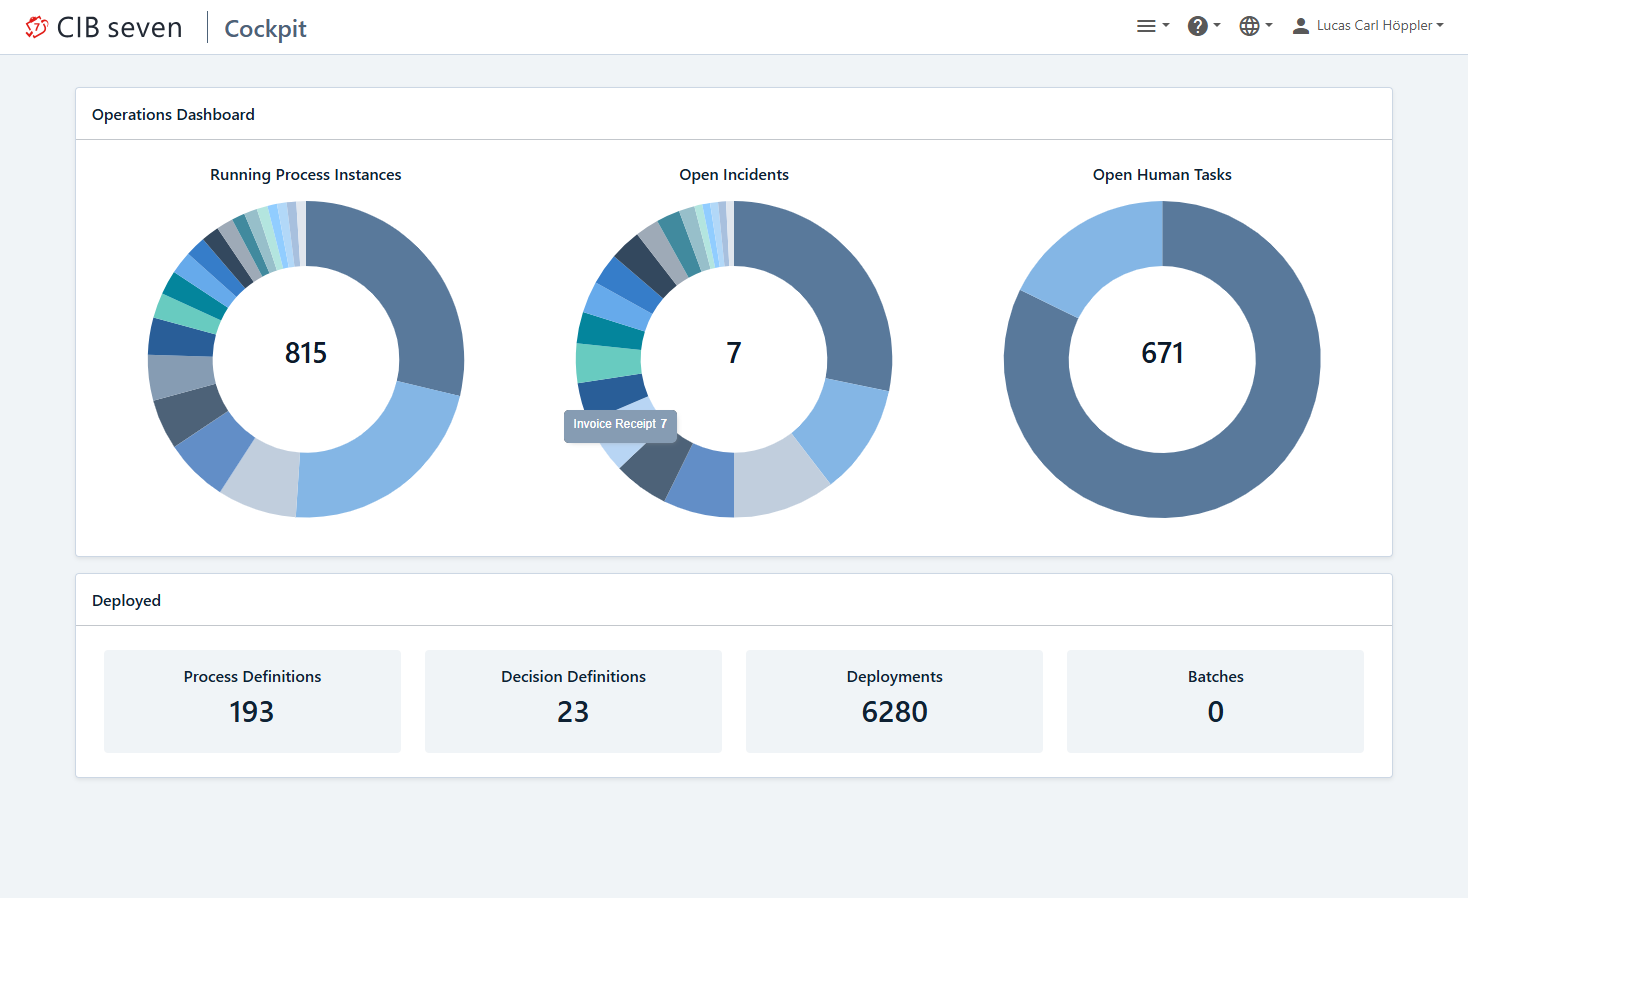 CIB seven
Cockpit
Lucas Carl Höppler
Operations Dashboard
Running Process Instances
Open Incidents
Open Human Tasks
815
7
671
Invoice Receipt 7
Deployed
Process Definitions
Decision Definitions
Deployments
Batches
193
23
6280
0